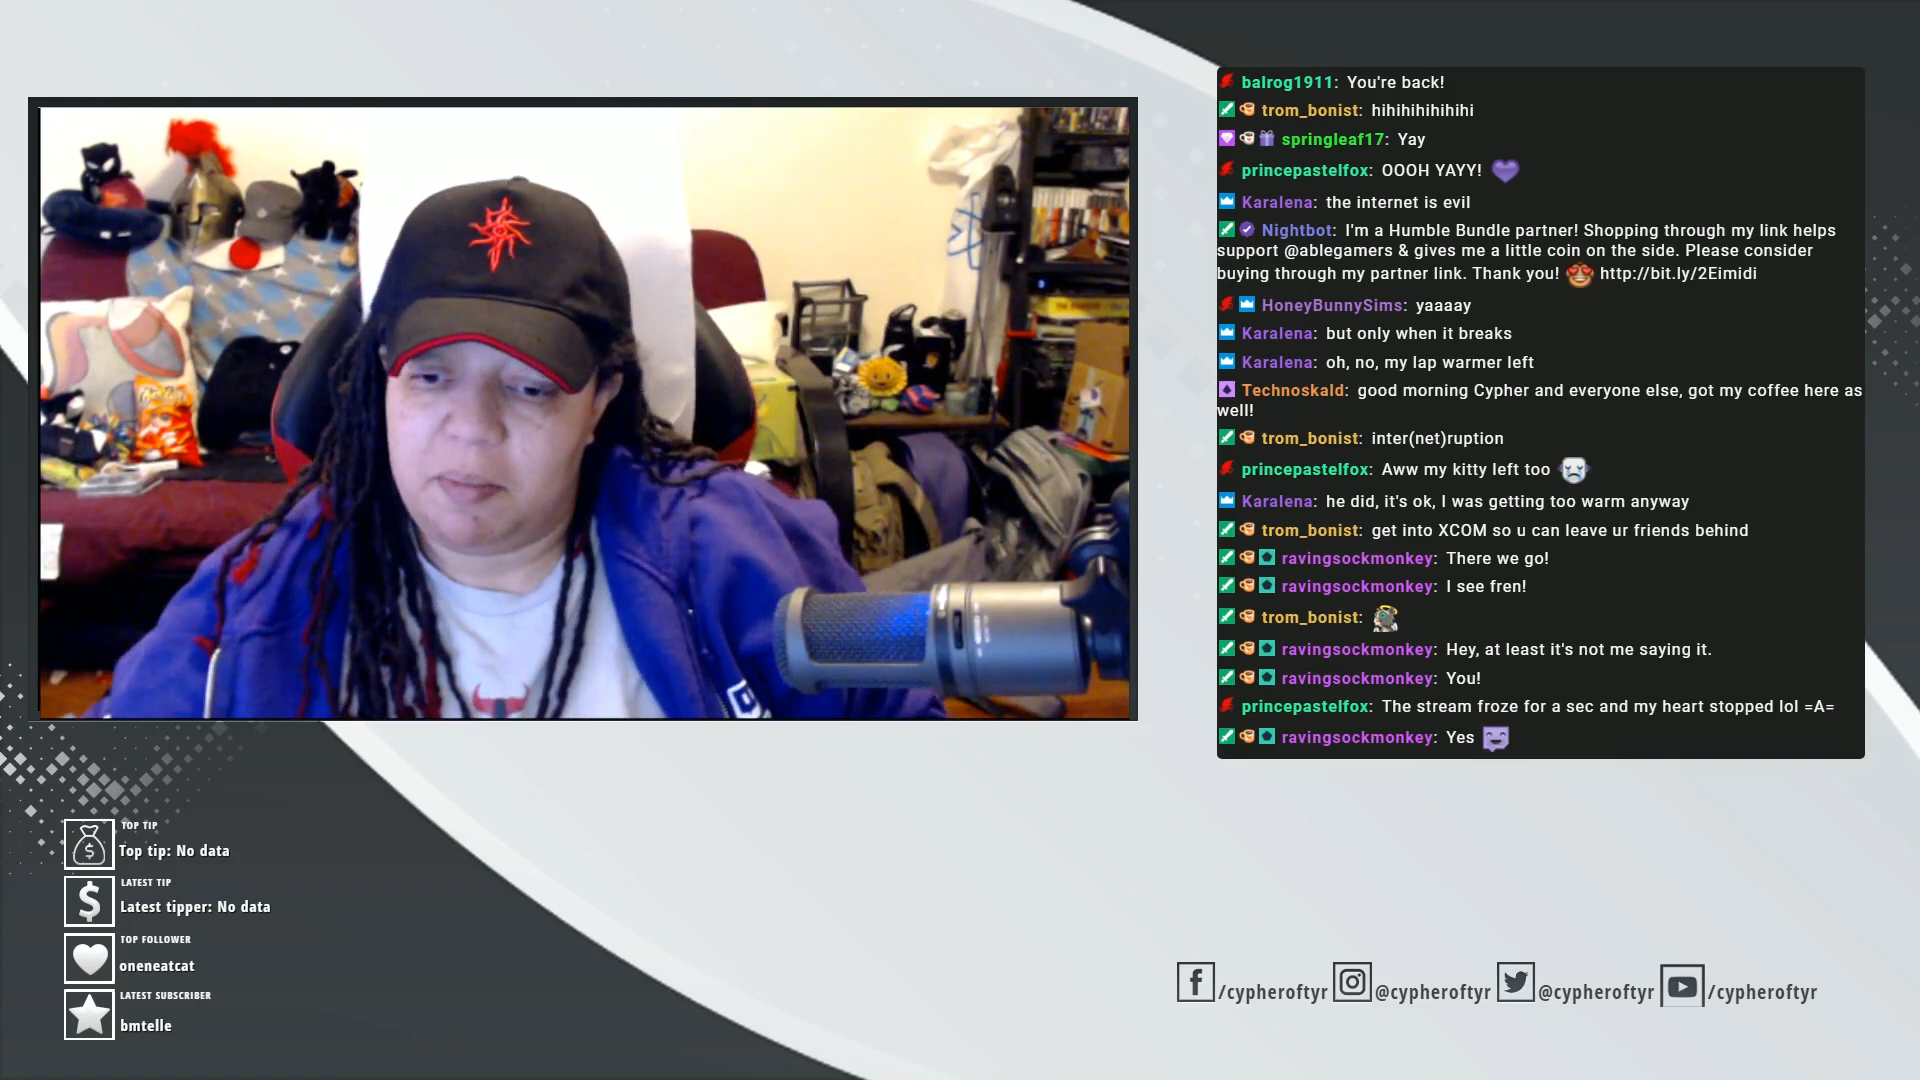 balrog1911: You're back!
trom_bonist: hihihihihihihi
springleaf17: Yay
princepastelfox: OOOH YAYY!
Karalena: the internet is evil
Nightbot: I'm a Humble Bundle partner! Shopping through my link helps
support @ablegamers & gives me a little coin on the side. Please consider
buying through my partner link. Thank you! http://bit.ly/2Eimidi
HoneyBunnySims: yaaaay
Karalena: but only when it breaks
Karalena: oh, no, my lap warmer left
Technoskald: good morning Cypher and everyone else, got my coffee here as
well!
trom_bonist: inter(net)ruption
princepastelfox: Aww my kitty left too
Karalena: he did, it's ok, I was getting too warm anyway
trom_bonist: get into XCOM so u can leave ur friends behind
ravingsockmonkey: There we go!
ravingsockmonkey: I see fren!
trom_bonist:
ravingsockmonkey: Hey, at least it's not me saying it.
ravingsockmonkey: You!
princepastelfox: The stream froze for a sec and my heart stopped lol =A=
ravingsockmonkey: Yes
TOP TIP
Top tip: No data
LATEST TIP
Latest tipper: No data
TOP FOLLOWER
oneneatcat
LATEST SUBSCRIBER
bmtelle
/cypheroftyr @cypheroftyr @cypheroftyr /cypheroftyr